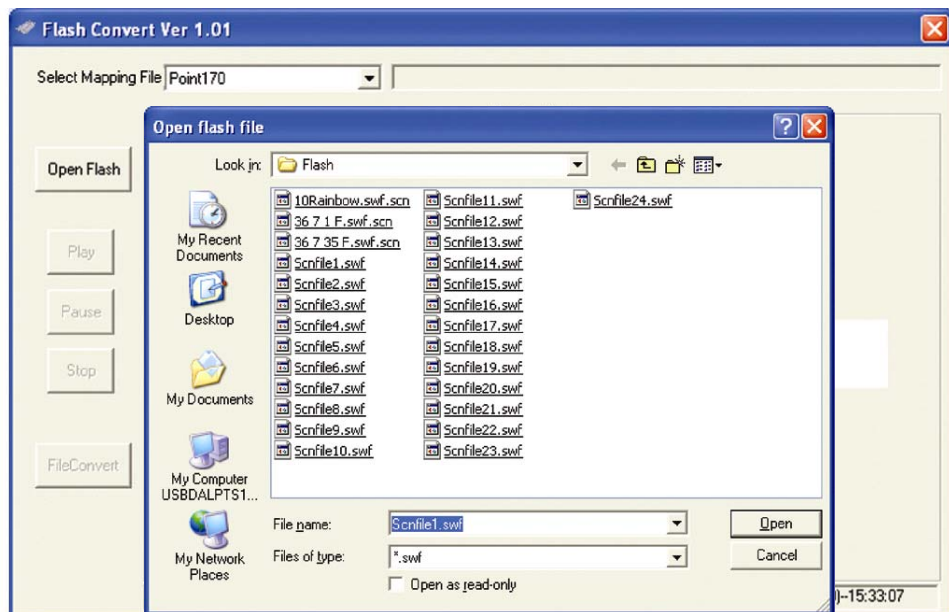 Flash Convert Ver 1.01
Select Mapping File Point170
Open Flash
Play
Pause
Stop
FileConvert
Open flash file
Look in: Flash
My Recent Documents
Desktop
My Documents
My Computer
USBDALPTS1...
My Network Places
10Rainbow.swf.scn
36 7 1 F.swf.scn
36 7 35 F.swf.scn
Scnfile1.swf
Scnfile2.swf
Scnfile3.swf
Scnfile4.swf
Scnfile5.swf
Scnfile6.swf
Scnfile7.swf
Scnfile8.swf
Scnfile9.swf
Scnfile10.swf
Scnfile11.swf
Scnfile12.swf
Scnfile13.swf
Scnfile14.swf
Scnfile15.swf
Scnfile16.swf
Scnfile17.swf
Scnfile18.swf
Scnfile19.swf
Scnfile20.swf
Scnfile21.swf
Scnfile22.swf
Scnfile23.swf
Scnfile24.swf
File name: Scnfile1.swf
Open
Files of type: *.swf
Cancel
Open as read-only
)--15:33:07